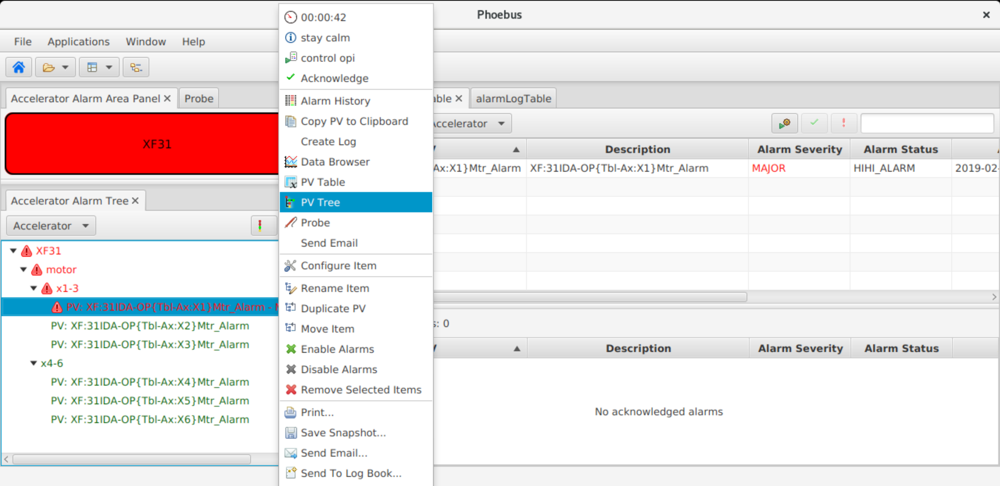 Phoebus
File Applications Window Help
Accelerator Alarm Area Panel Probe
XF31
Accelerator Alarm Tree
Accelerator
XF31
motor
x1-3
PV: XF:31IDA-OP{Tbl-Ax:X1}Mtr_Alarm -
PV: XF:31IDA-OP{Tbl-Ax:X2}Mtr_Alarm
PV: XF:31IDA-OP{Tbl-Ax:X3}Mtr_Alarm
x4-6
PV: XF:31IDA-OP{Tbl-Ax:X4}Mtr_Alarm
PV: XF:31IDA-OP{Tbl-Ax:X5}Mtr_Alarm
PV: XF:31IDA-OP{Tbl-Ax:X6}Mtr_Alarm
00:00:42
stay calm
control opi
Acknowledge
Alarm History
Copy PV to Clipboard
Create Log
Data Browser
PV Table
PV Tree
Probe
Send Email
Configure Item
Rename Item
Duplicate PV
Move Item
Enable Alarms
Disable Alarms
Remove Selected Items
Print...
Save Snapshot...
Send Email...
Send To Log Book...
able alarmLogTable
Accelerator
Description Alarm Severity Alarm Status
Ax:X1}Mtr_Alarm XF:31IDA-OP{Tbl-Ax:X1}Mtr_Alarm MAJOR HIHI_ALARM 2019-02-
s: 0
Description Alarm Severity Alarm Status
No acknowledged alarms